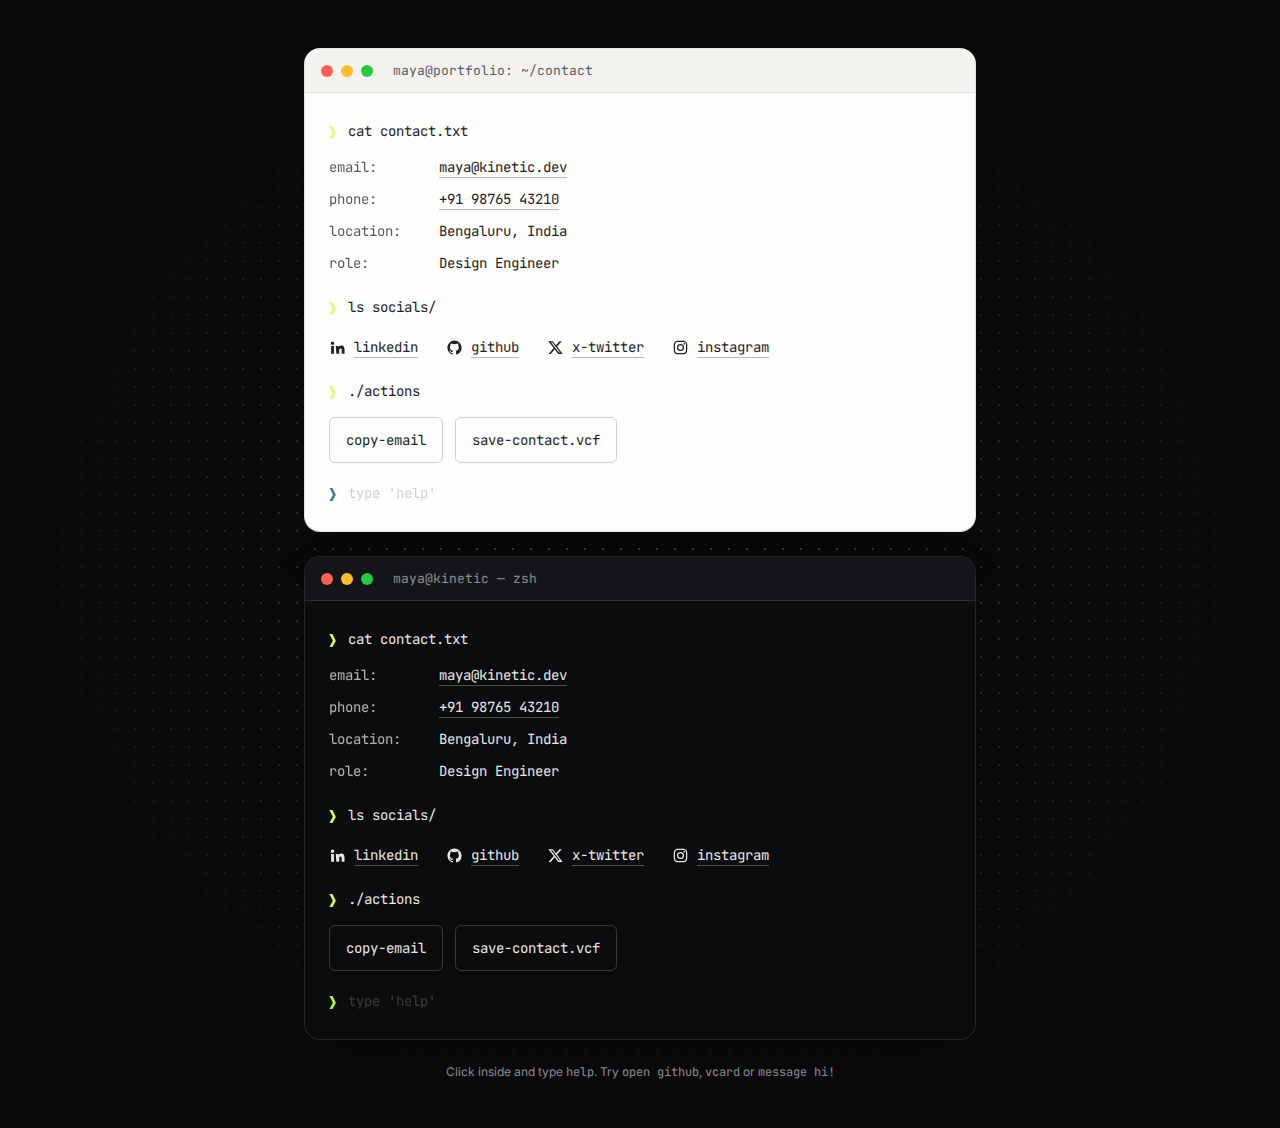 maya@portfolio: ~/contact
❯ cat contact.txt
email: maya@kinetic.dev
phone: +91 98765 43210
location: Bengaluru, India
role: Design Engineer
❯ ls socials/
linkedin github x-twitter instagram
❯ ./actions
copy-email save-contact.vcf
❯ type 'help'
maya@kinetic — zsh
❯ cat contact.txt
email: maya@kinetic.dev
phone: +91 98765 43210
location: Bengaluru, India
role: Design Engineer
❯ ls socials/
linkedin github x-twitter instagram
❯ ./actions
copy-email save-contact.vcf
❯ type 'help'
Click inside and type help. Try open github, vcard or message hi!